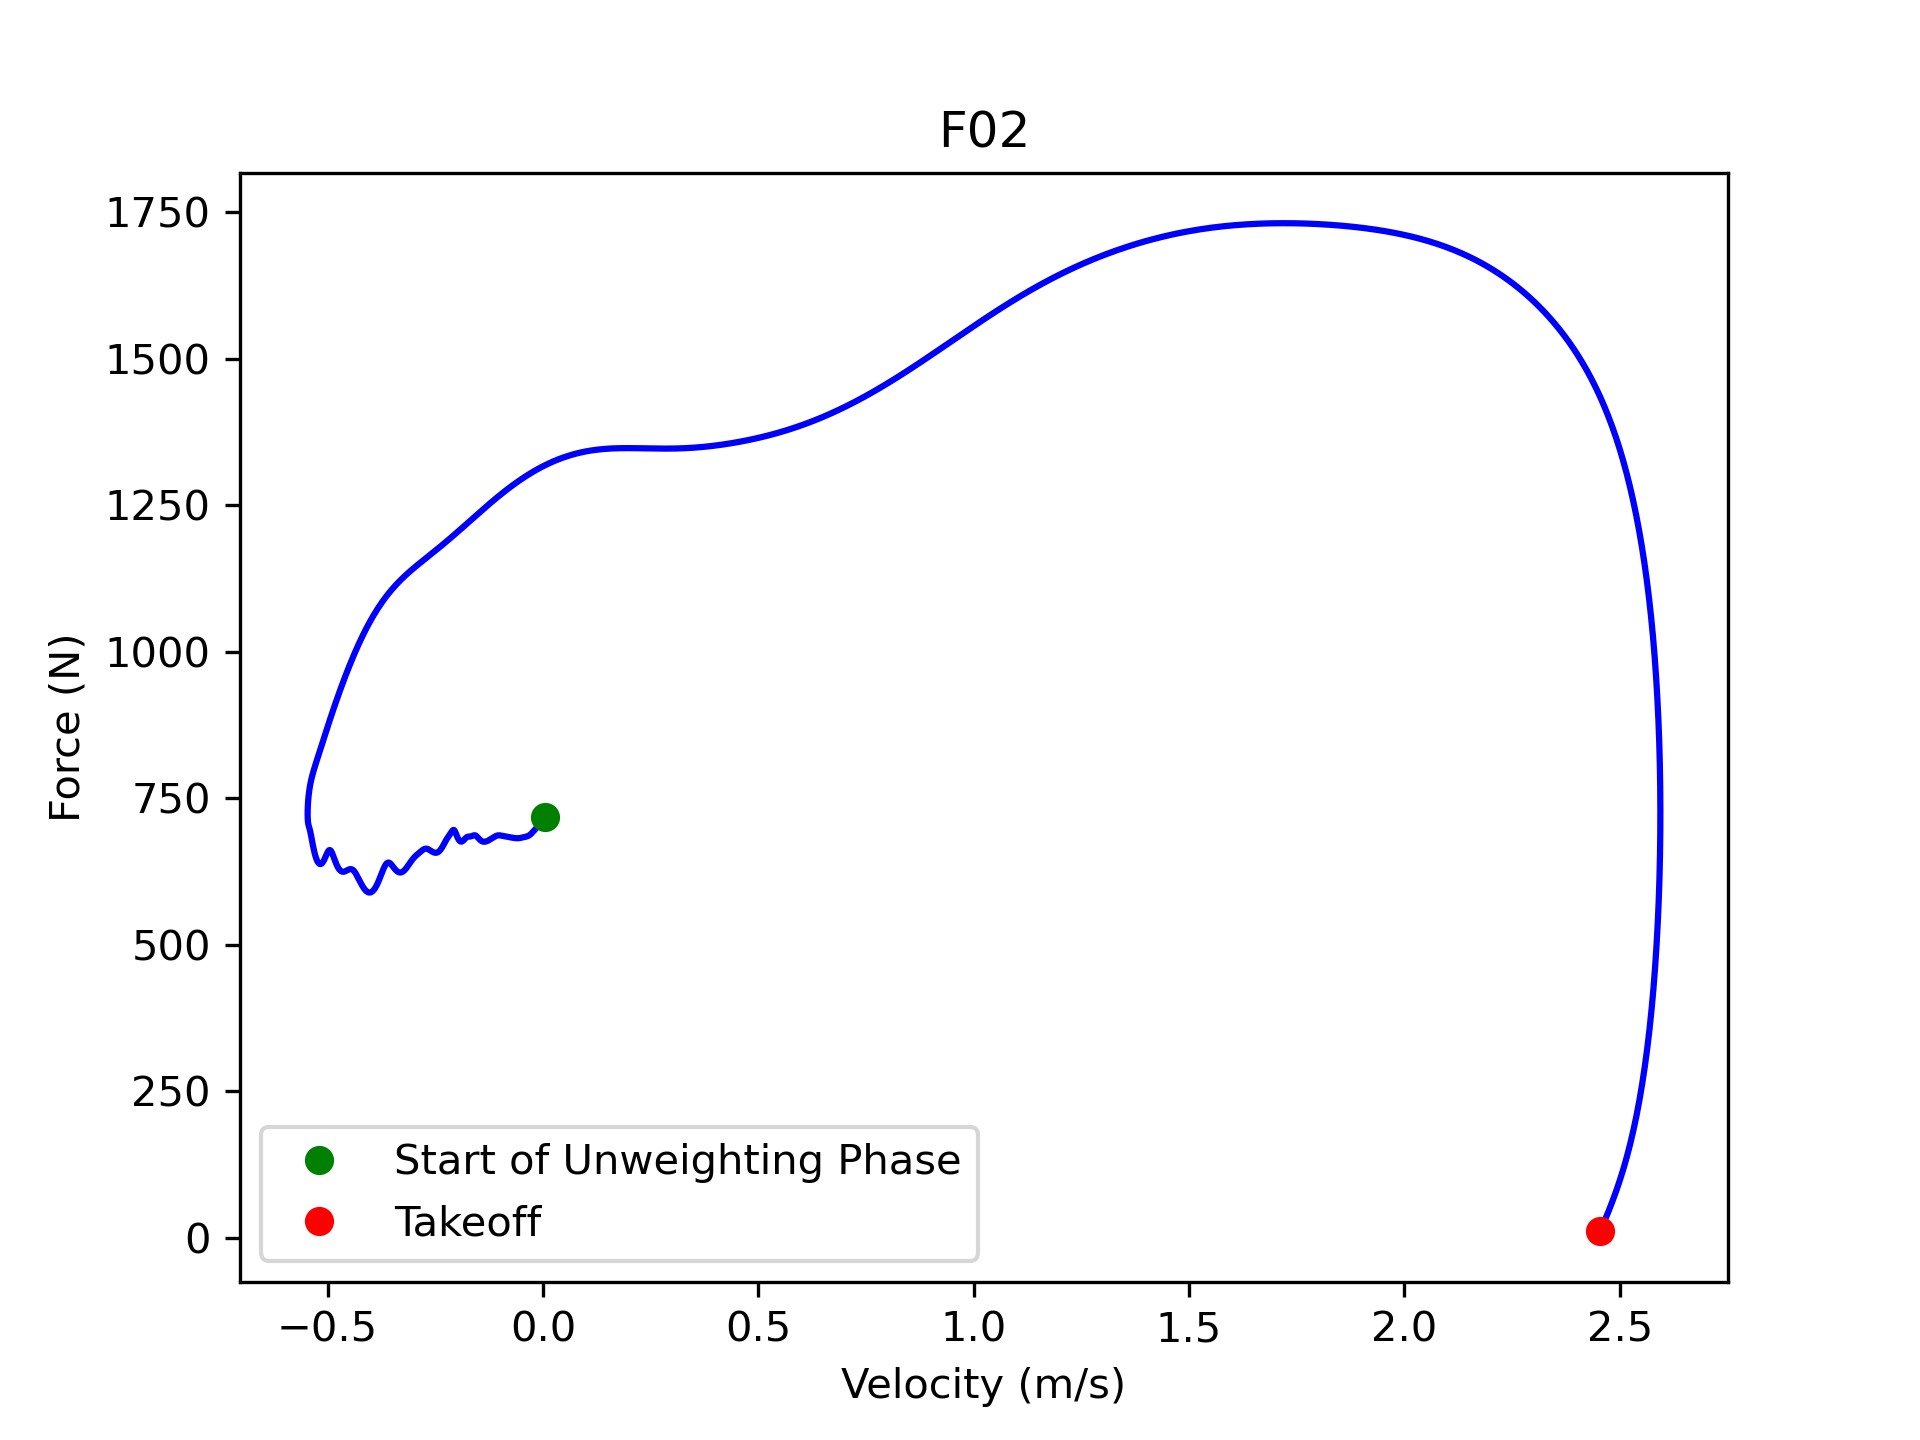 F02
1750
1500
1250
1000
750
500
250
0
Force (N)
Start of Unweighting Phase
Takeoff
−0.5 0.0 0.5 1.0 1.5 2.0 2.5
Velocity (m/s)